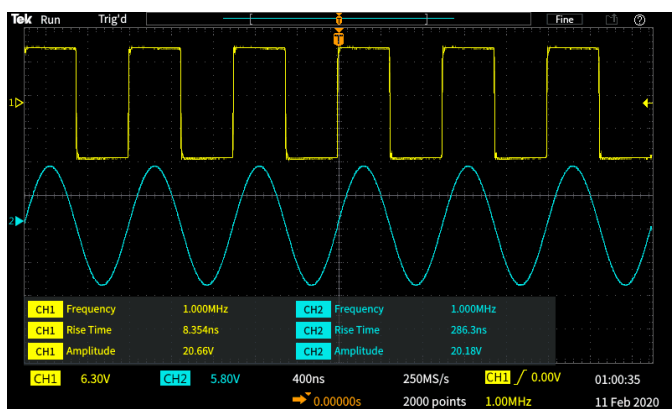 Tek Run Trig'd Fine
T
1
2
CH1 Frequency 1.000MHz CH2 Frequency 1.000MHz
CH1 Rise Time 8.354ns CH2 Rise Time 286.3ns
CH1 Amplitude 20.66V CH2 Amplitude 20.18V
CH1 6.30V CH2 5.80V 400ns 250MS/s CH1 0.00V 01:00:35
0.00000s 2000 points 1.00MHz 11 Feb 2020